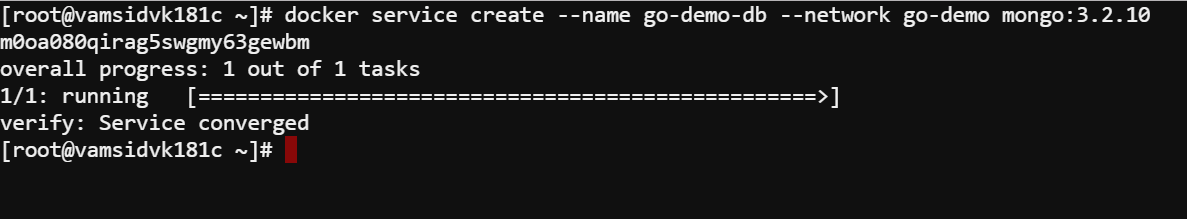 [root@vamsidvk181c ~]# docker service create --name go-demo-db --network go-demo mongo:3.2.10
m0oa080qirag5swgmy63gewbm
overall progress: 1 out of 1 tasks
1/1: running   [==================================================>]
verify: Service converged
[root@vamsidvk181c ~]#